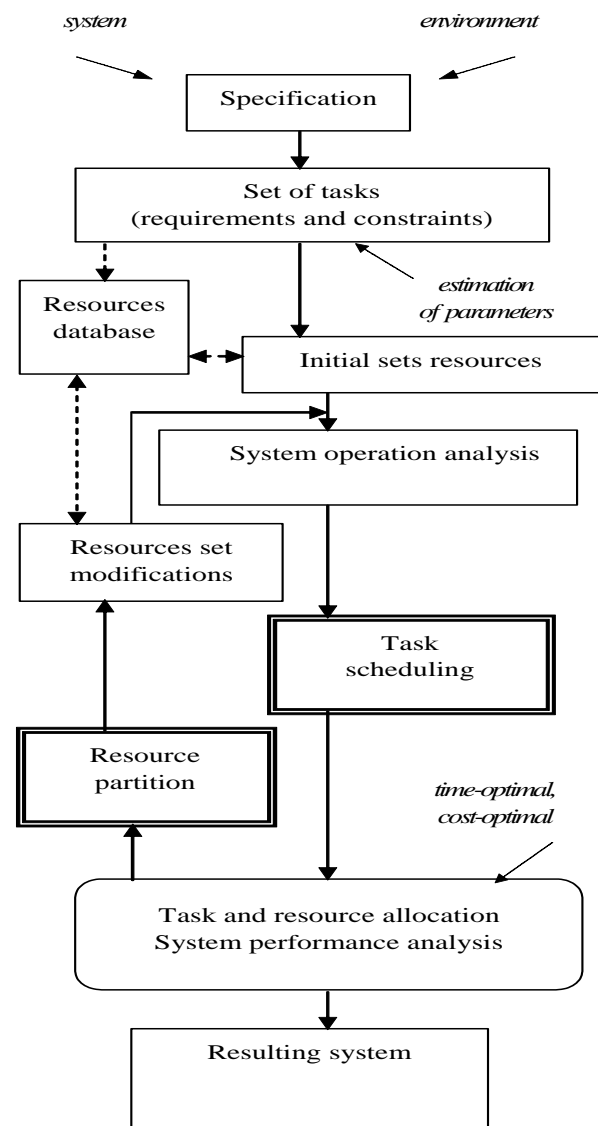 system
environment
Specification
Set of tasks
(requirements and constraints)
estimation
of parameters
Resources
database
Initial sets resources
System operation analysis
Resources set
modifications
Task
scheduling
Resource
partition
time-optimal,
cost-optimal
Task and resource allocation
System performance analysis
Resulting system